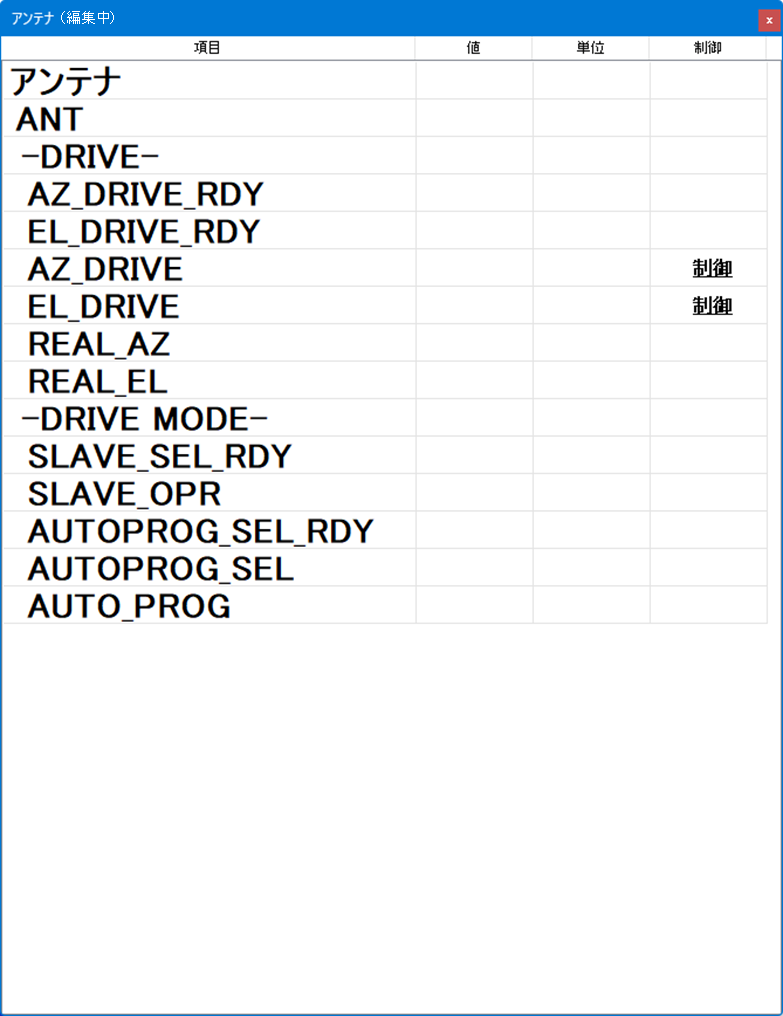 アンテナ (編集中)
x
項目 値 単位 制御
アンテナ
ANT
-DRIVE-
AZ_DRIVE_RDY
EL_DRIVE_RDY
AZ_DRIVE 制御
EL_DRIVE 制御
REAL_AZ
REAL_EL
-DRIVE MODE-
SLAVE_SEL_RDY
SLAVE_OPR
AUTOPROG_SEL_RDY
AUTOPROG_SEL
AUTO_PROG